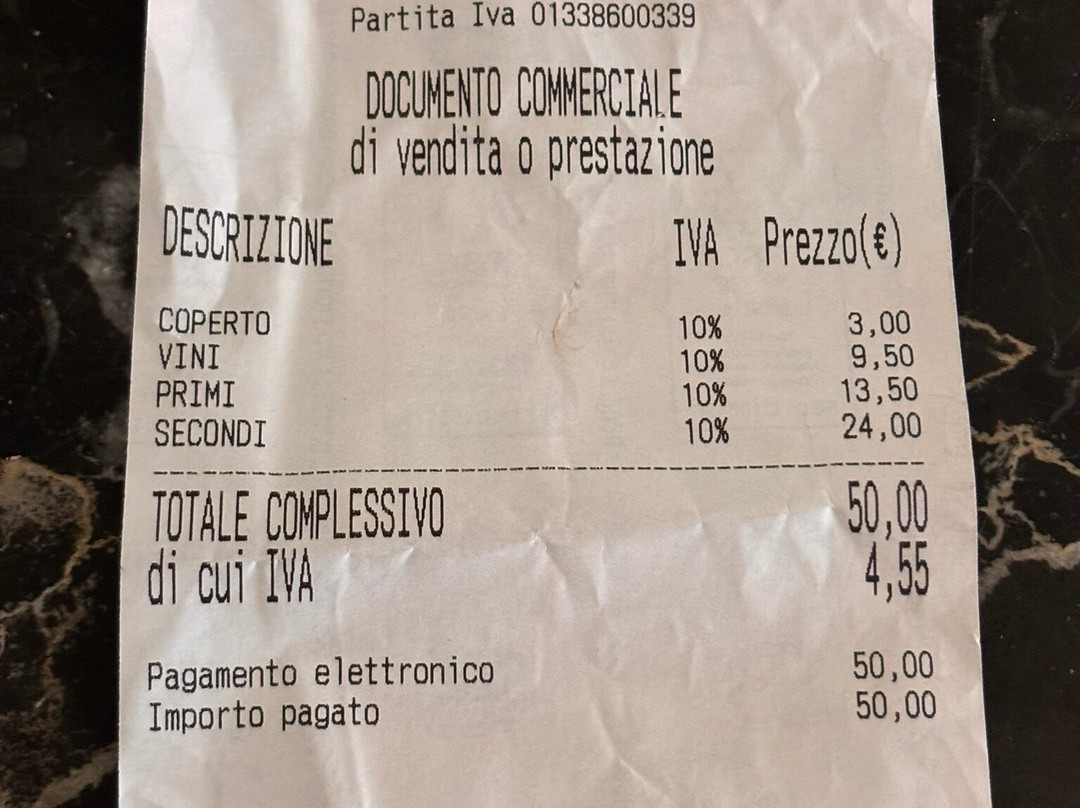 Partita Iva 01338600339
DOCUMENTO COMMERCIALE
di vendita o prestazione
DESCRIZIONE IVA Prezzo(€)
COPERTO 10% 3,00
VINI 10% 9,50
PRIMI 10% 13,50
SECONDI 10% 24,00
TOTALE COMPLESSIVO 50,00
di cui IVA 4,55
Pagamento elettronico 50,00
Importo pagato 50,00